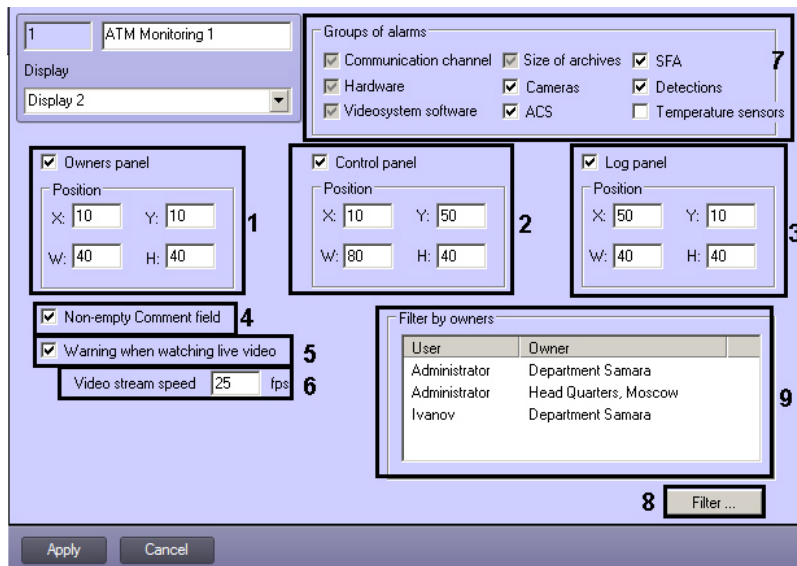 1 ATM Monitoring 1
Display
Display 2
Groups of alarms
Communication channel Size of archives SFA 7
Hardware Cameras Detections
Videosystem software ACS Temperature sensors
Owners panel Control panel Log panel
Position Position Position
X: 10 Y: 10 1 X: 10 Y: 50 2 X: 50 Y: 10 3
W: 40 H: 40 W: 80 H: 40 W: 40 H: 40
Non-empty Comment field 4
Warning when watching live video 5
Video stream speed 25 fps 6
Filter by owners
User Owner
Administrator Department Samara
Administrator Head Quarters, Moscow 9
Ivanov Department Samara
8 Filter ...
Apply Cancel